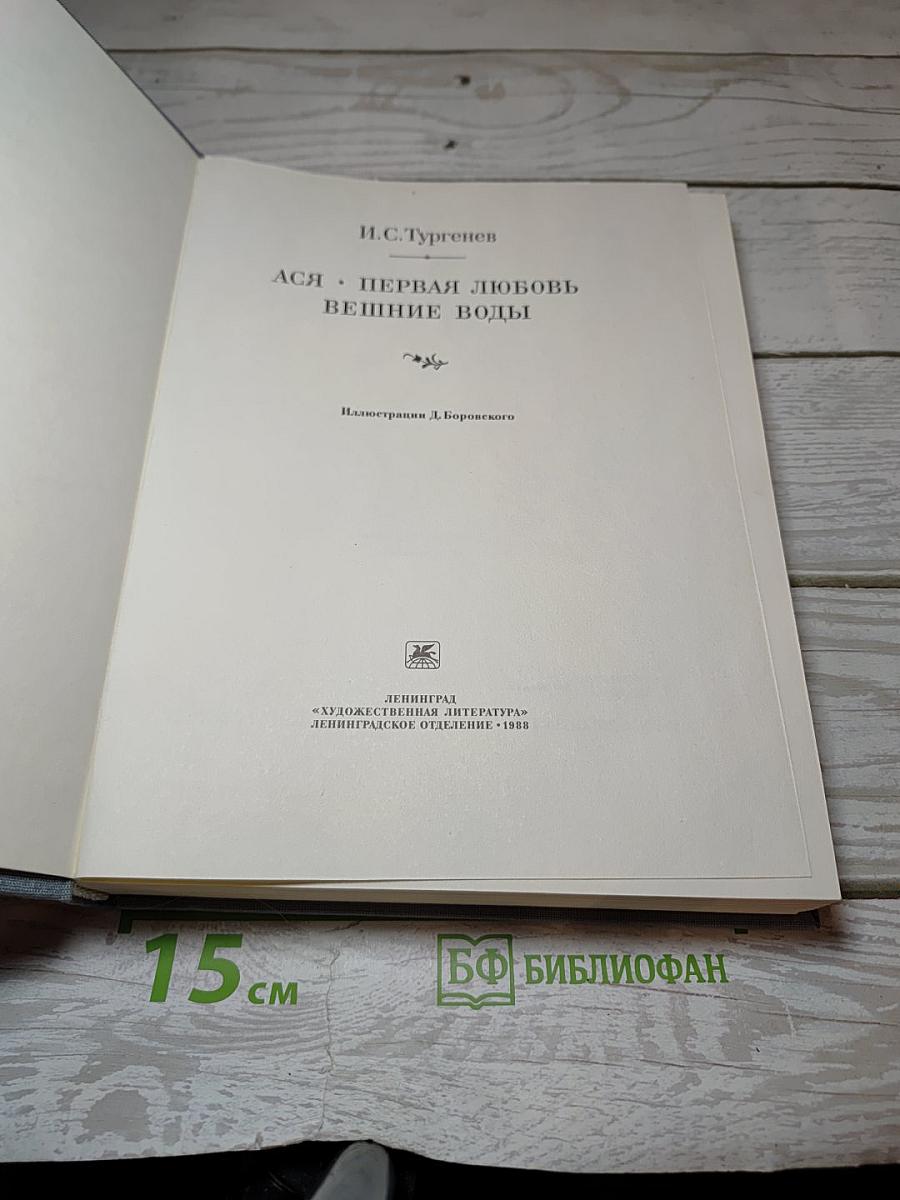 И. С. Тургенев
АСЯ • ПЕРВАЯ ЛЮБОВЬ
ВЕШНИЕ ВОДЫ
Иллюстрации Д. Боровского
ЛЕНИНГРАД
«ХУДОЖЕСТВЕННАЯ ЛИТЕРАТУРА»
ЛЕНИНГРАДСКОЕ ОТДЕЛЕНИЕ • 1988
15 см
БФ БИБЛИОФАН